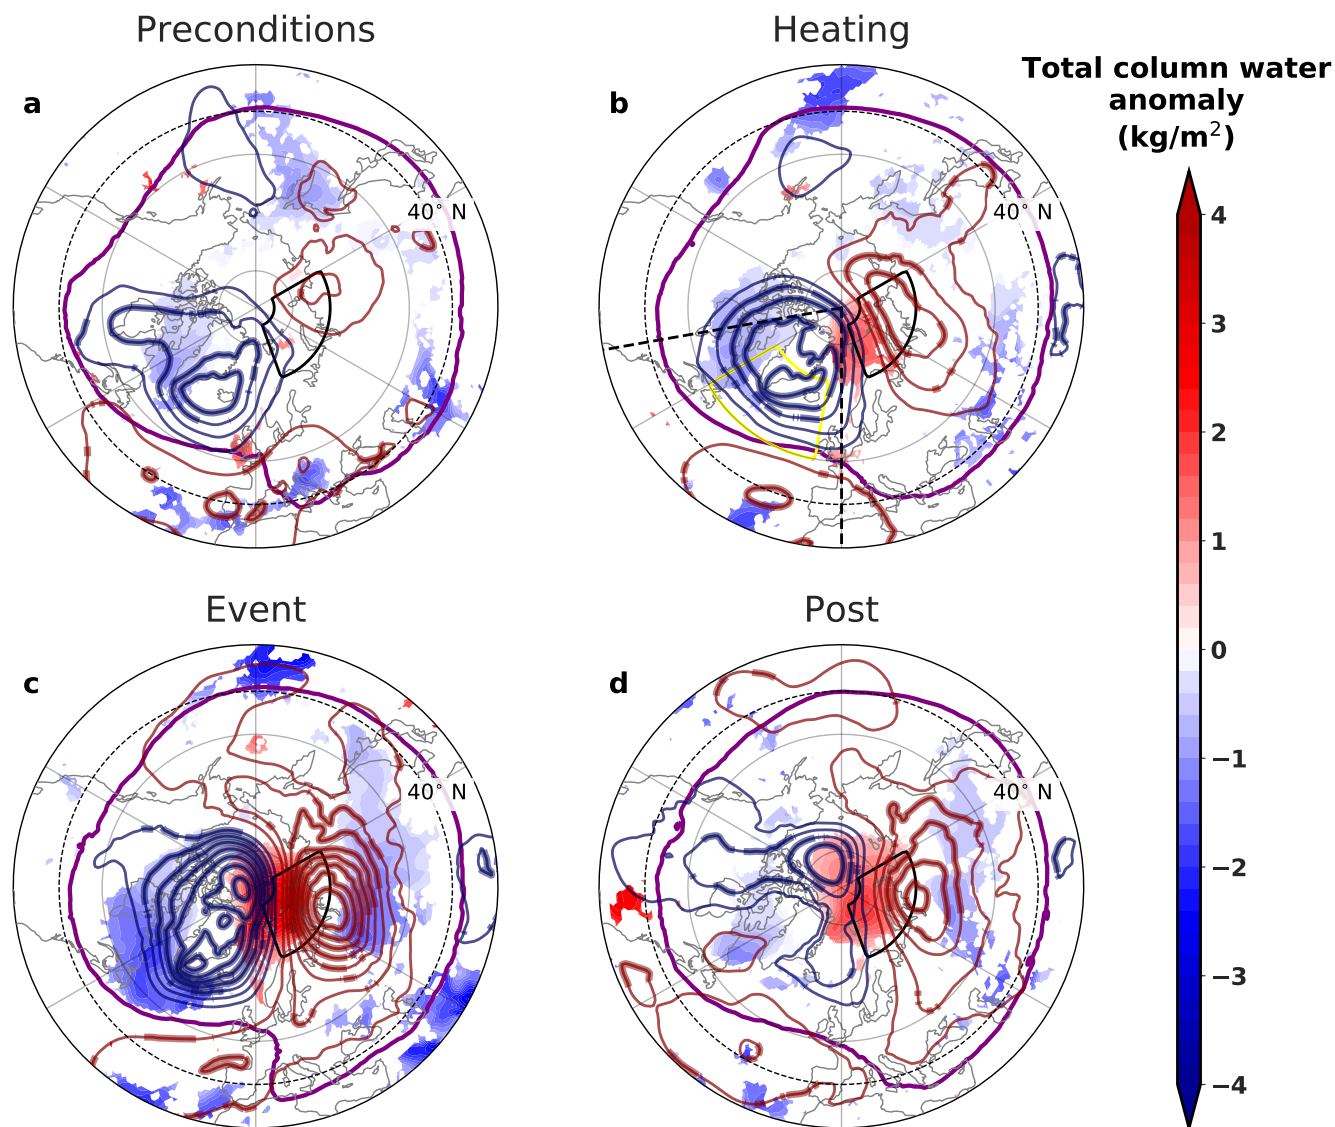 Preconditions
Heating
Total column water
anomaly
(kg/m²)
a
b
40° N
40° N
4
3
2
1
0
−1
−2
−3
−4
Event
Post
c
d
40° N
40° N